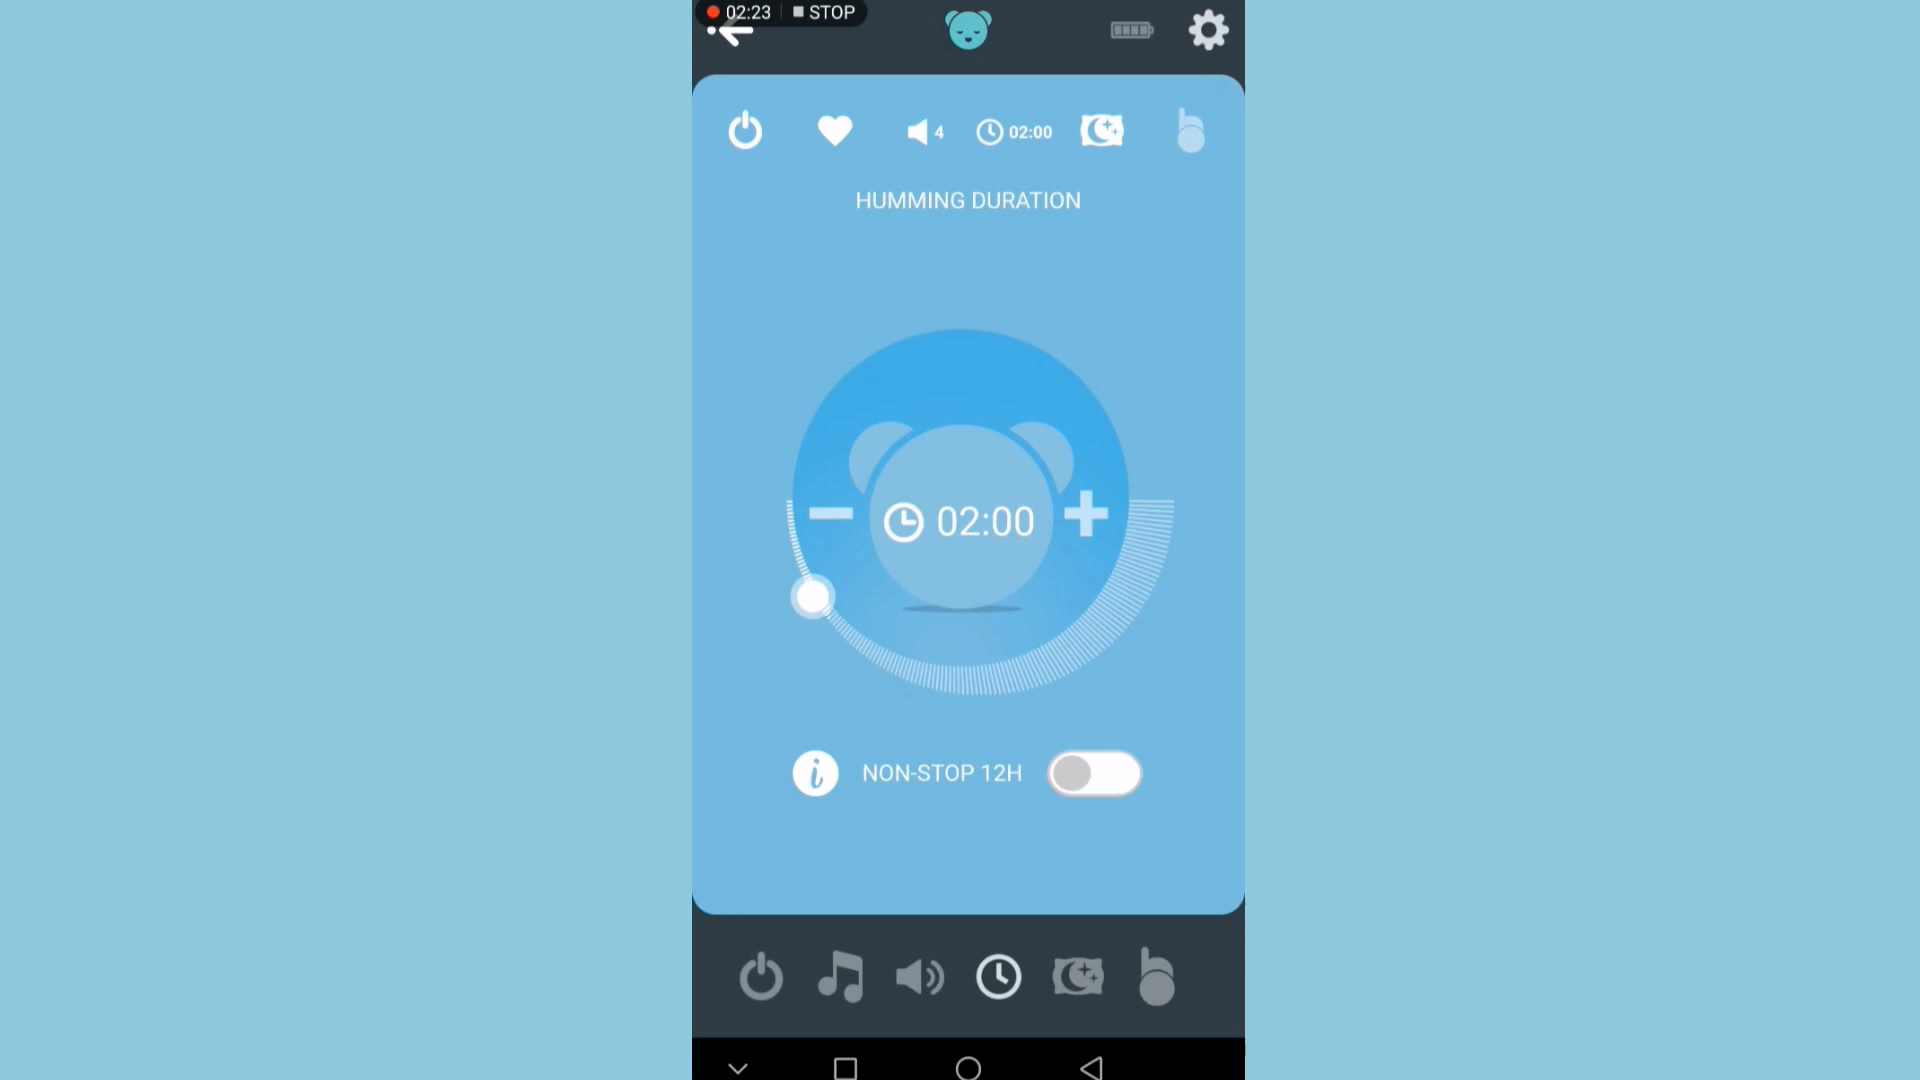 02:23 STOP
4 02:00
HUMMING DURATION
02:00
NON-STOP 12H